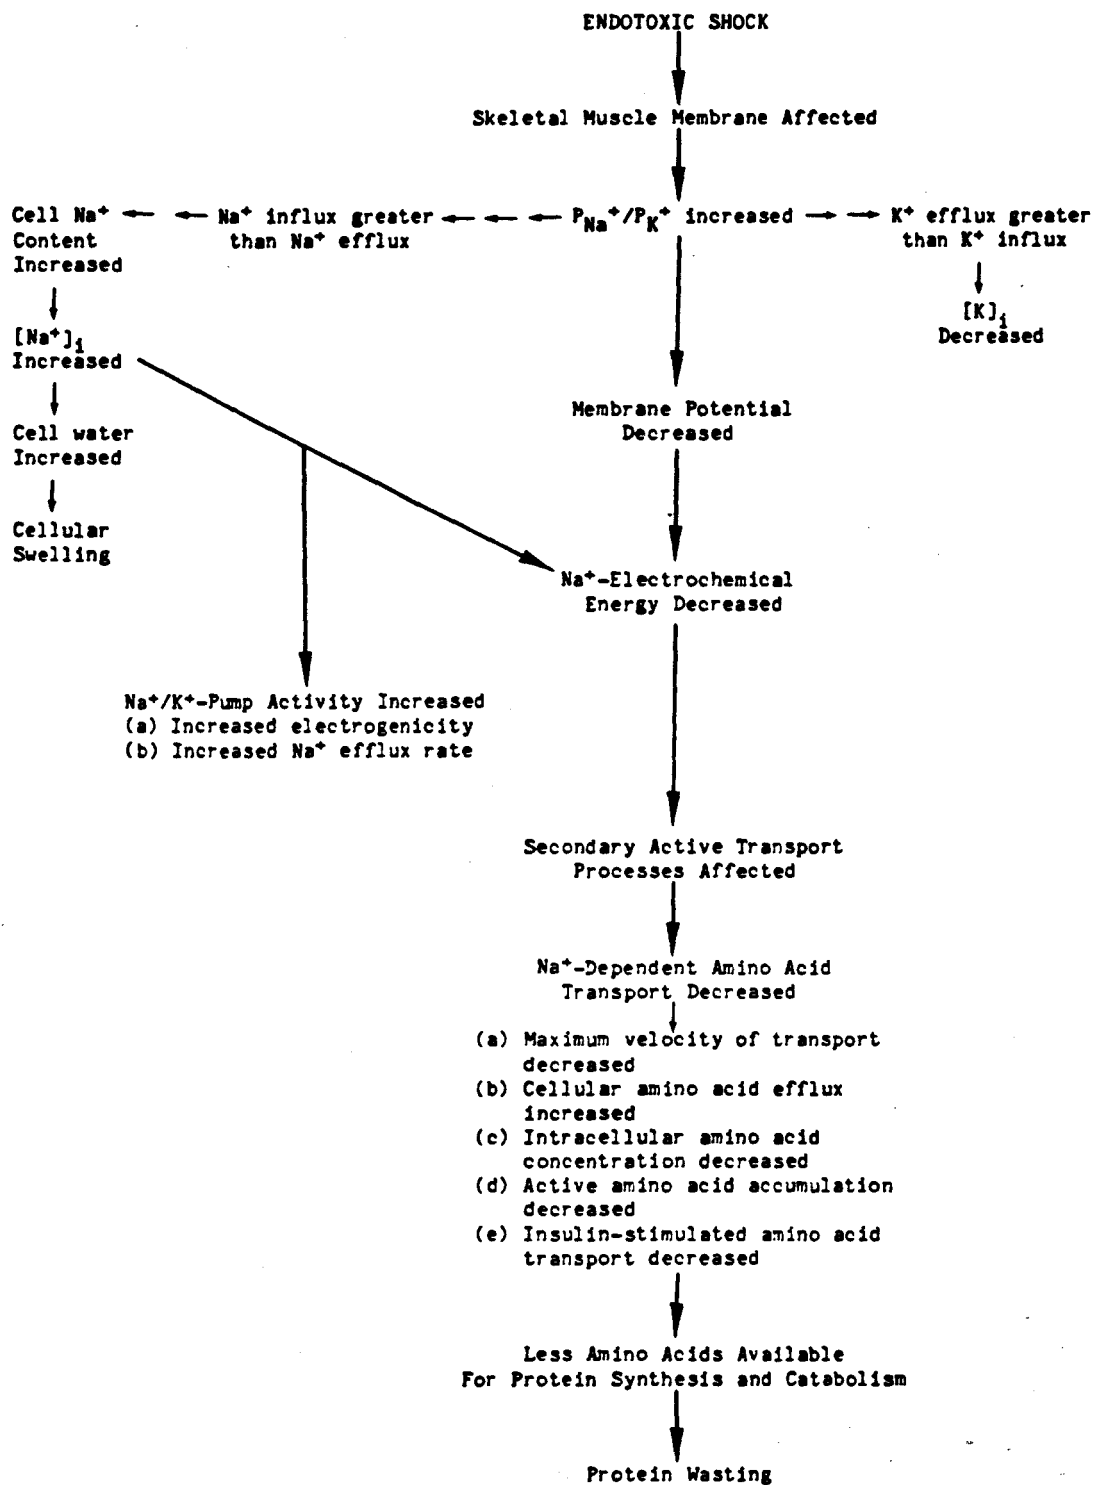 ENDOTOXIC SHOCK
Skeletal Muscle Membrane Affected
Cell Na⁺
Content
Increased
Na⁺ influx greater
than Na⁺ efflux
P_Na⁺/P_K⁺ increased
K⁺ efflux greater
than K⁺ influx
[K]i
Decreased
[Na⁺]i
Increased
Membrane Potential
Decreased
Cell water
Increased
Cellular
Swelling
Na⁺-Electrochemical
Energy Decreased
Na⁺/K⁺-Pump Activity Increased
(a) Increased electrogenicity
(b) Increased Na⁺ efflux rate
Secondary Active Transport
Processes Affected
Na⁺-Dependent Amino Acid
Transport Decreased
(a) Maximum velocity of transport
decreased
(b) Cellular amino acid efflux
increased
(c) Intracellular amino acid
concentration decreased
(d) Active amino acid accumulation
decreased
(e) Insulin-stimulated amino acid
transport decreased
Less Amino Acids Available
For Protein Synthesis and Catabolism
Protein Wasting